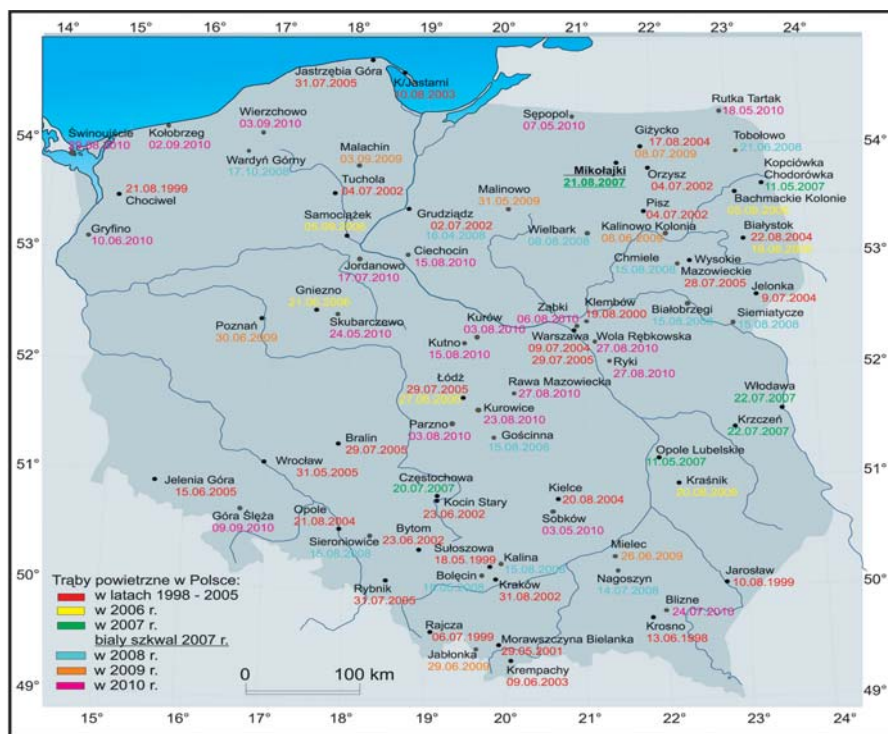 14° 15° 16° 17° 18° 19° 20° 21° 22° 23° 24°
Jastrzębia Góra
31.07.2005
K/Jastarni
10.08.2003
Wierzchowo
03.09.2010
Sępopol
07.05.2010
Rutka Tartak
18.05.2010
54°
54°
Świnoujście
Kołobrzeg
02.09.2010
Wardyń Górny
17.10.2008
Malachin
03.09.2009
Giżycko
17.08.2004
08.07.2009
Tobołowo
21.06.2008
Mikołajki
21.08.2007
Orzysz
04.07.2002
Kopciówka
Chodorówka
11.05.2007
21.08.1999
Chociwel
Tuchola
04.07.2002
Malinowo
31.05.2009
Pisz
04.07.2002
Bachmackie Kolonie
Samociążek
Grudziądz
02.07.2002
Gryfino
10.06.2010
53°
53°
Wielbark
08.08.2008
Kalinowo Kolonia
Białystok
22.08.2004
Ciechocin
15.08.2010
Jordanowo
17.07.2010
Chmiele
15.08.2008
Wysokie
Mazowieckie
28.07.2005
Jelonka
9.07.2004
Gniezno
Poznań
30.06.2009
Skubarczewo
24.05.2010
Kurów
03.08.2010
Ząbki
06.08.2010
Klembów
19.08.2000
Białobrzegi
15.08.2008
Siemiatycze
15.08.2008
52°
52°
Kutno
15.08.2010
Warszawa
09.07.2004
29.07.2005
Wola Rębkowska
27.08.2010
Ryki
27.08.2010
Łódź
29.07.2005
Rawa Mazowiecka
27.08.2010
Włodawa
22.07.2007
Kurowice
23.08.2010
Parzno
03.08.2010
Gościnna
15.08.2008
Krzczeń
22.07.2007
Bralin
29.07.2005
51°
51°
Wrocław
31.05.2005
Opole Lubelskie
11.05.2007
Jelenia Góra
15.06.2005
Częstochowa
20.07.2007
Kocin Stary
23.06.2002
Kielce
20.08.2004
Kraśnik
Góra Ślęża
09.09.2010
Opole
21.08.2004
Sieroniowice
15.08.2008
Bytom
23.06.2002
Sobków
03.05.2010
Sułoszowa
18.05.1999
Kalina
15.08.2008
Mielec
26.06.2009
50°
50°
Bolęcin
Kraków
31.08.2002
Nagoszyn
14.07.2008
Jarosław
10.08.1999
Rybnik
31.07.2005
Blizne
24.07.2010
Krosno
13.06.1998
Rajcza
06.07.1999
Morawszczyna Bielanka
29.05.2001
Jabłonka
29.06.2009
Krempachy
09.06.2003
Trąby powietrzne w Polsce:
w latach 1998 - 2005
w 2006 r.
w 2007 r.
bialy szkwal 2007 r.
w 2008 r.
w 2009 r.
w 2010 r.
0 100 km
49°
49°
15° 16° 17° 18° 19° 20° 21° 22° 23°